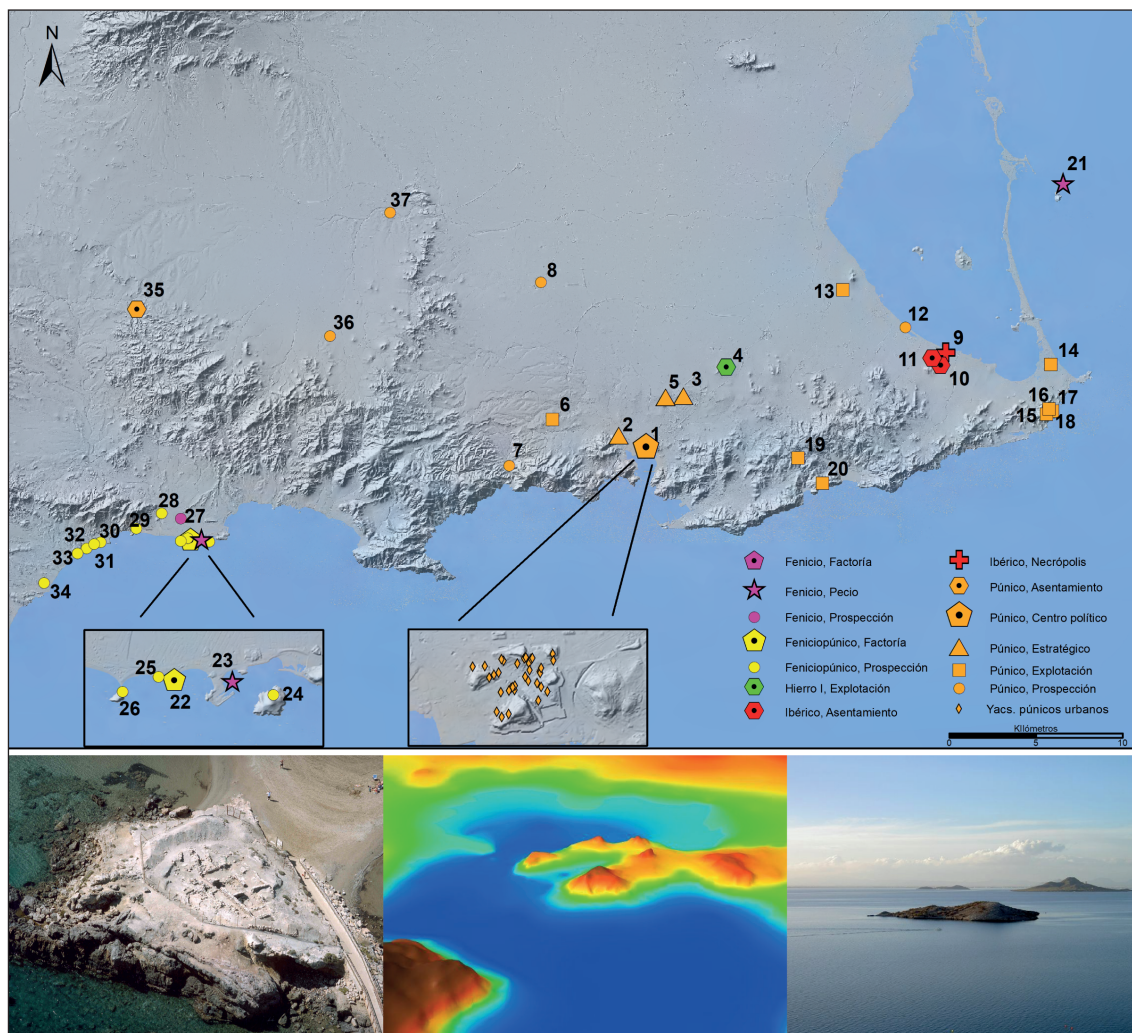 N
21
37
8
35
13
36
12
9
4
11
10
14
5
3
16
17
6
15
18
2
1
19
7
20
28
27
29
32
30
33
31
34
25
23
24
22
26
Fenicio, Factoría
Fenicio, Pecio
Fenicio, Prospección
Feniciopúnico, Factoría
Feniciopúnico, Prospección
Hierro I, Explotación
Ibérico, Asentamiento
Ibérico, Necrópolis
Púnico, Asentamiento
Púnico, Centro político
Púnico, Estratégico
Púnico, Explotación
Púnico, Prospección
Yacs. púnicos urbanos
Kilómetros
0 5 10